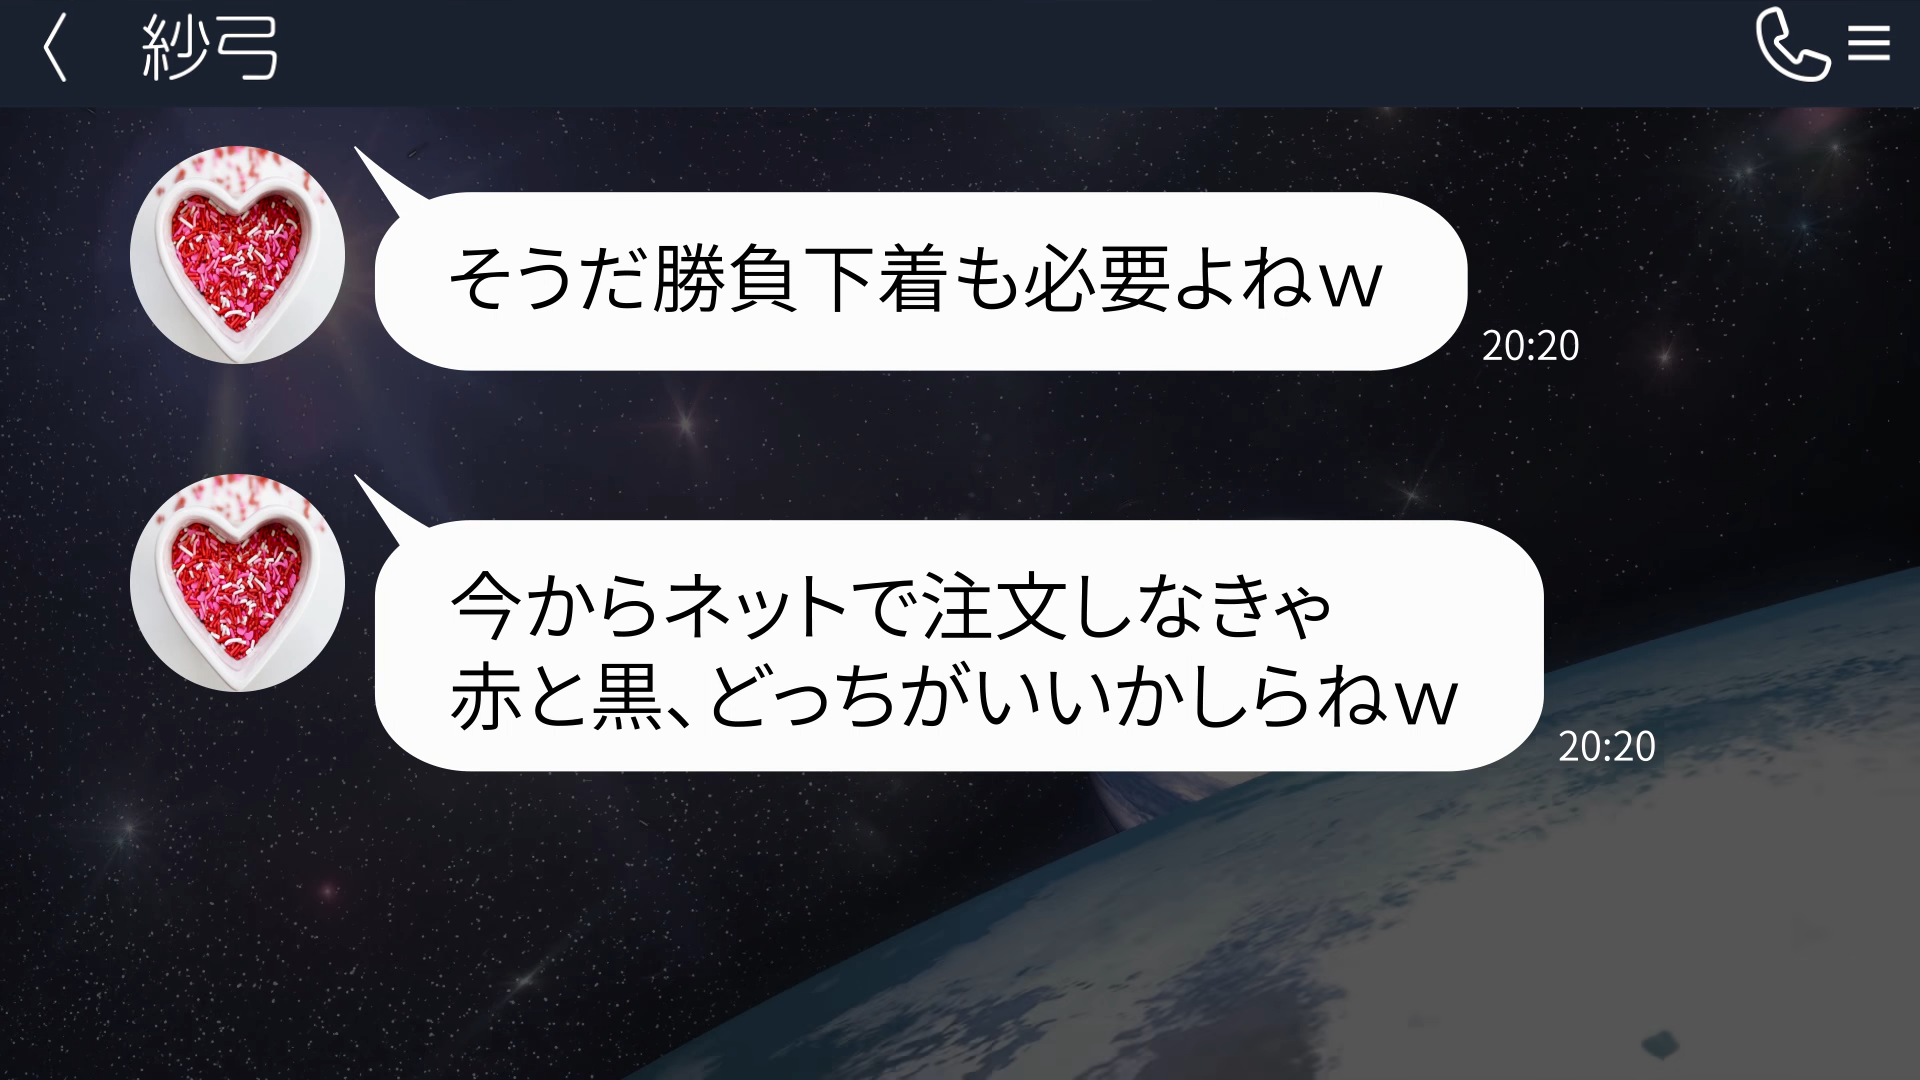 紗弓
そうだ勝負下着も必要よねｗ
20:20
今からネットで注文しなきゃ
赤と黒、どっちがいいかしらねｗ
20:20